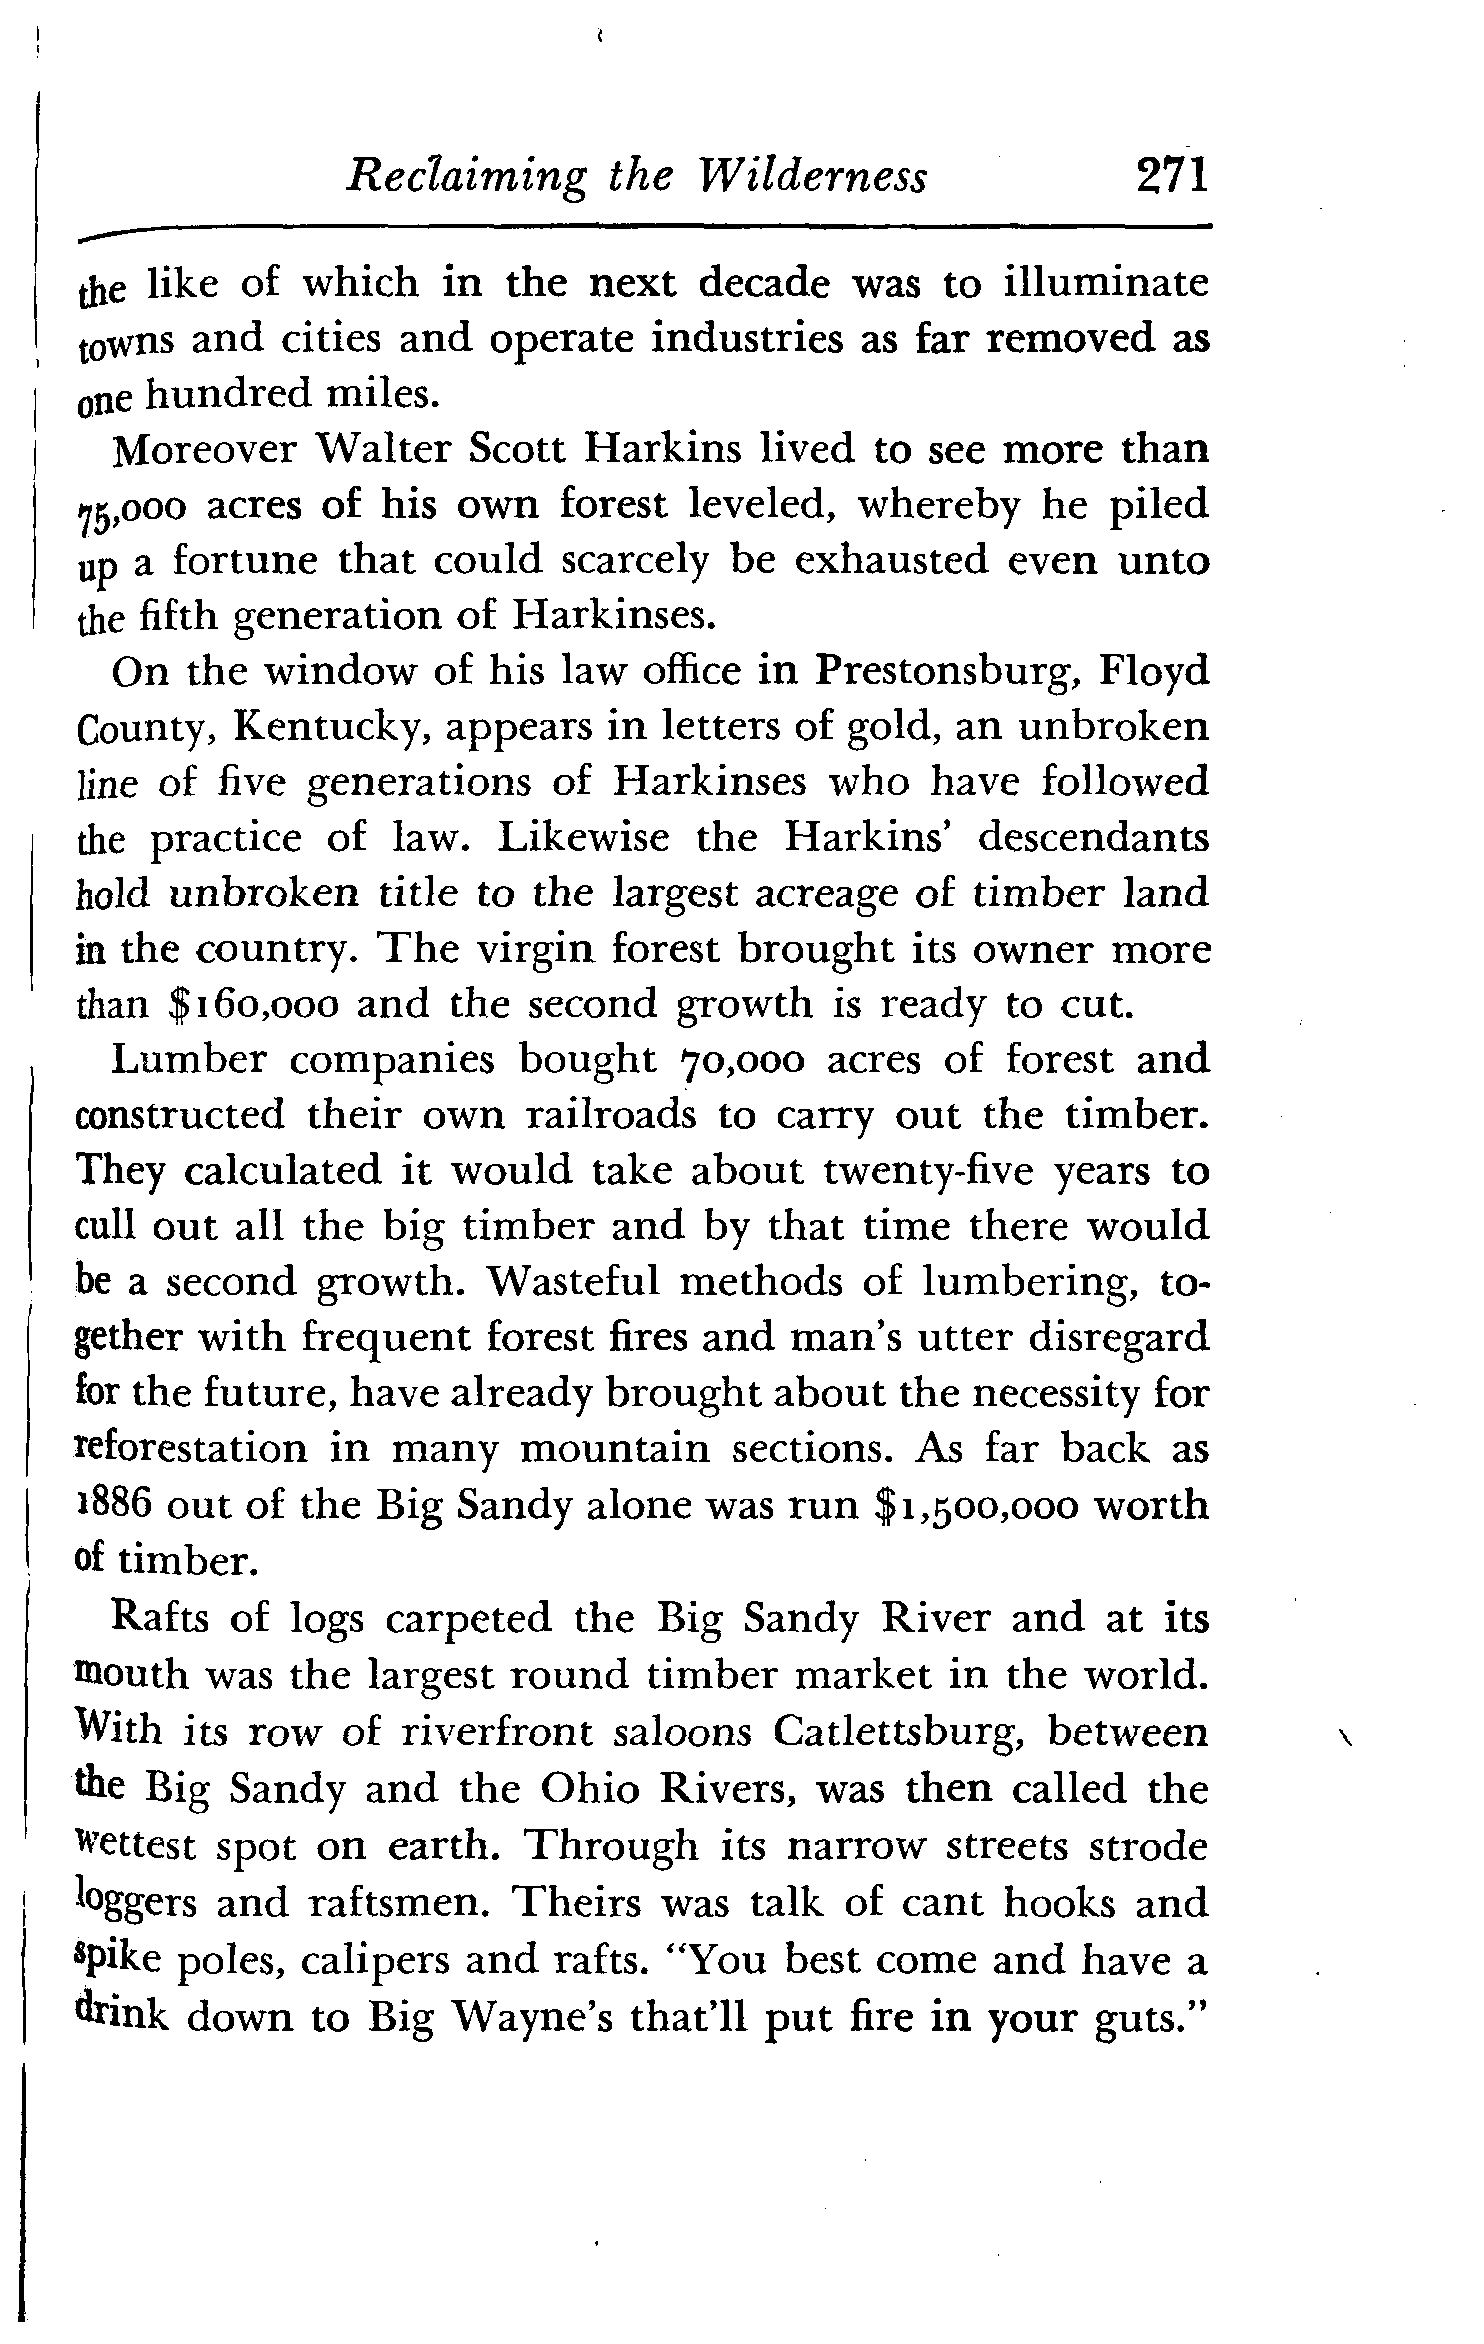 Reclaiming the Wilderness 271
the like of which in the next decade was to illuminate
towns and cities and operate industries as far removed as
one hundred miles.
Moreover Walter Scott Harkins lived to see more than
75,000 acres of his own forest leveled, whereby he piled
up a fortune that could scarcely be exhausted even unto
the fifth generation of Harkinses.
On the window of his law office in Prestonsburg, Floyd
County, Kentucky, appears in letters of gold, an unbroken
line of five generations of Harkinses who have followed
the practice of law. Likewise the Harkins' descendants
hold unbroken title to the largest acreage of timber land
in the country. The virgin forest brought its owner more
than $160,000 and the second growth is ready to cut.
Lumber companies bought 70,000 acres of forest and
constructed their own railroads to carry out the timber.
They calculated it would take about twenty-five years to
cull out all the big timber and by that time there would
be a second growth. Wasteful methods of lumbering, to-
gether with frequent forest fires and man's utter disregard
for the future, have already brought about the necessity for
reforestation in many mountain sections. As far back as
1886 out of the Big Sandy alone was run $1,500,000 worth
of timber.
Rafts of logs carpeted the Big Sandy River and at its
mouth was the largest round timber market in the world.
With its row of riverfront saloons Catlettsburg, between
the Big Sandy and the Ohio Rivers, was then called the
wettest spot on earth. Through its narrow streets strode
loggers and raftsmen. Theirs was talk of cant hooks and
spike poles, calipers and rafts. "You best come and have a
drink down to Big Wayne's that'll put fire in your guts."